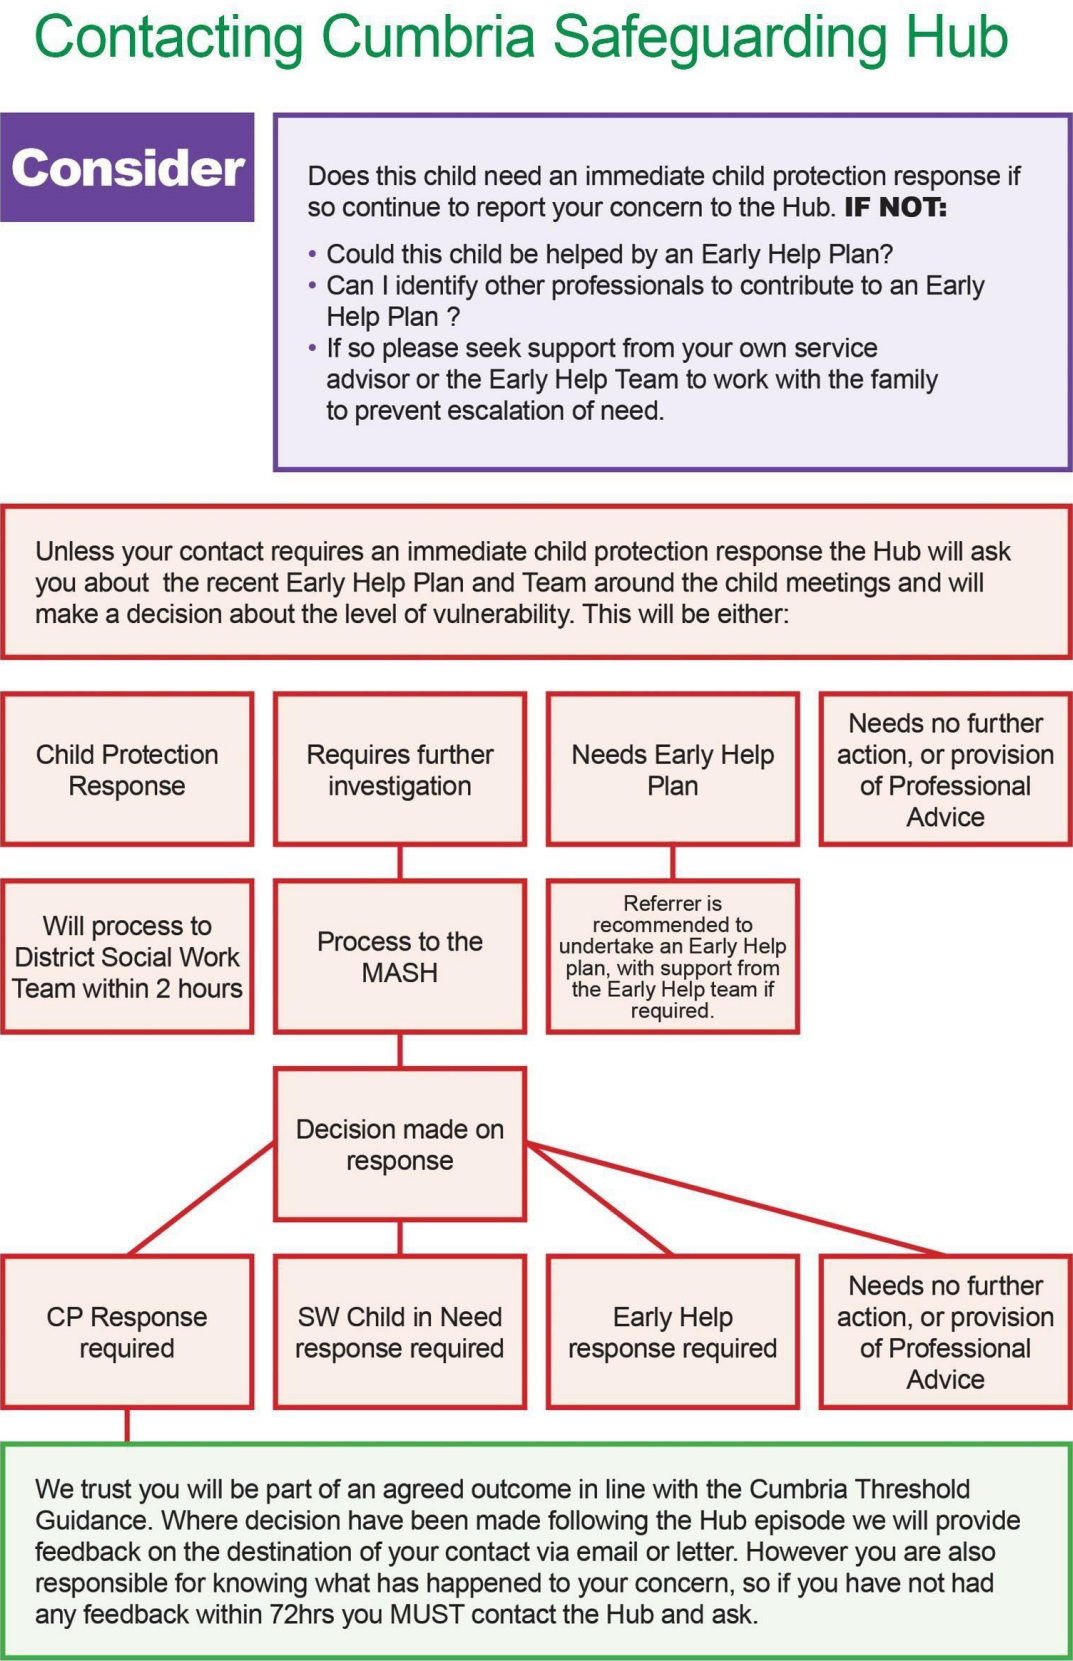 Contacting Cumbria Safeguarding Hub
Consider
Does this child need an immediate child protection response if
so continue to report your concern to the Hub. IF NOT:
• Could this child be helped by an Early Help Plan?
• Can I identify other professionals to contribute to an Early
Help Plan ?
• If so please seek support from your own service
advisor or the Early Help Team to work with the family
to prevent escalation of need.
Unless your contact requires an immediate child protection response the Hub will ask
you about the recent Early Help Plan and Team around the child meetings and will
make a decision about the level of vulnerability. This will be either:
Child Protection
Response
Requires further
investigation
Needs Early Help
Plan
Needs no further
action, or provision
of Professional
Advice
Will process to
District Social Work
Team within 2 hours
Process to the
MASH
Referrer is
recommended to
undertake an Early Help
plan, with support from
the Early Help team if
required.
Decision made on
response
CP Response
required
SW Child in Need
response required
Early Help
response required
Needs no further
action, or provision
of Professional
Advice
We trust you will be part of an agreed outcome in line with the Cumbria Threshold
Guidance. Where decision have been made following the Hub episode we will provide
feedback on the destination of your contact via email or letter. However you are also
responsible for knowing what has happened to your concern, so if you have not had
any feedback within 72hrs you MUST contact the Hub and ask.